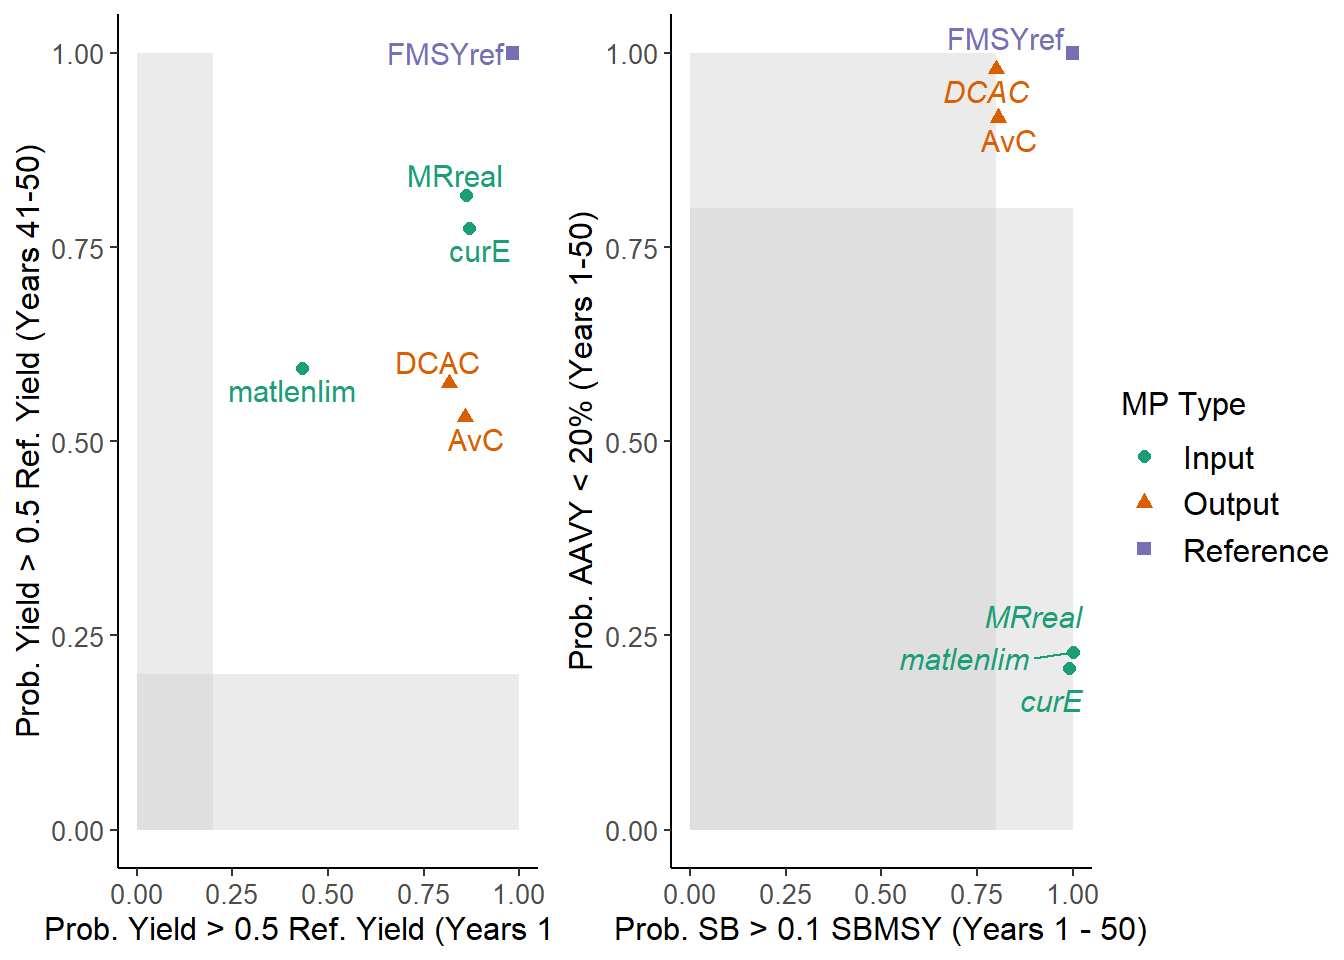 Prob. Yield > 0.5 Ref. Yield (Years 41-50)
1.00
0.75
0.50
0.25
0.00
FMSYref
MRreal
curE
DCAC
matlenlim
AvC
0.00 0.25 0.50 0.75 1.00
Prob. Yield > 0.5 Ref. Yield (Years 1
Prob. AAVY < 20% (Years 1-50)
1.00
0.75
0.50
0.25
0.00
FMSYref
DCAC
AvC
MRreal
matlenlim
curE
0.00 0.25 0.50 0.75 1.00
Prob. SB > 0.1 SBMSY (Years 1 - 50)
MP Type
Input
Output
Reference